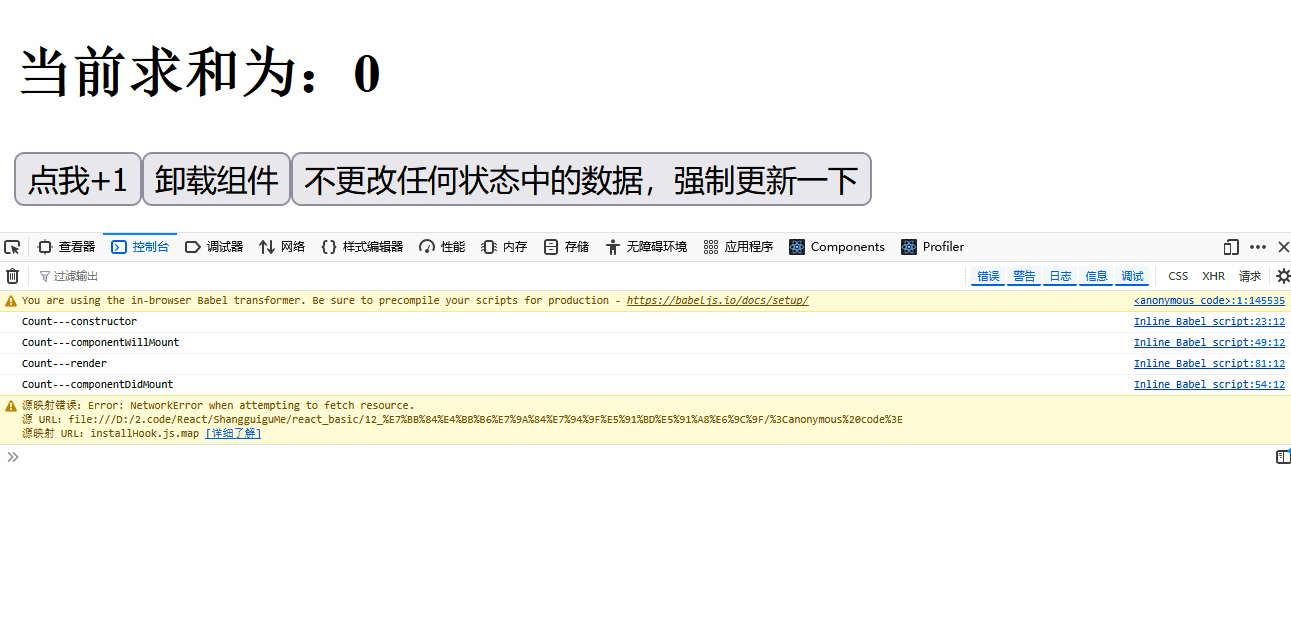 当前求和为：0
点我+1 卸载组件 不更改任何状态中的数据，强制更新一下
查看器 控制台 调试器 网络 样式编辑器 性能 内存 存储 无障碍环境 应用程序 Components Profiler
过滤输出 错误 警告 日志 信息 调试 CSS XHR 请求
You are using the in-browser Babel transformer. Be sure to precompile your scripts for production - https://babeljs.io/docs/setup/ <anonymous code>:1:145535
Count---constructor Inline Babel script:23:12
Count---componentWillMount Inline Babel script:49:12
Count---render Inline Babel script:81:12
Count---componentDidMount Inline Babel script:54:12
源映射错误：Error: NetworkError when attempting to fetch resource.
源 URL：file:///D:/2.code/React/ShangguiguMe/react_basic/12_%E7%BB%84%E4%BB%B6%E7%9A%84%E7%94%9F%E5%91%BD%E5%91%A8%E6%9C%9F/%3Canonymous%20code%3E
源映射 URL：installHook.js.map [详细了解]